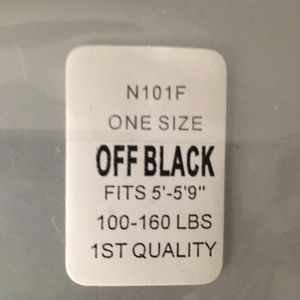 N101F
ONE SIZE
OFF BLACK
FITS 5'-5'9"
100-160 LBS
1ST QUALITY